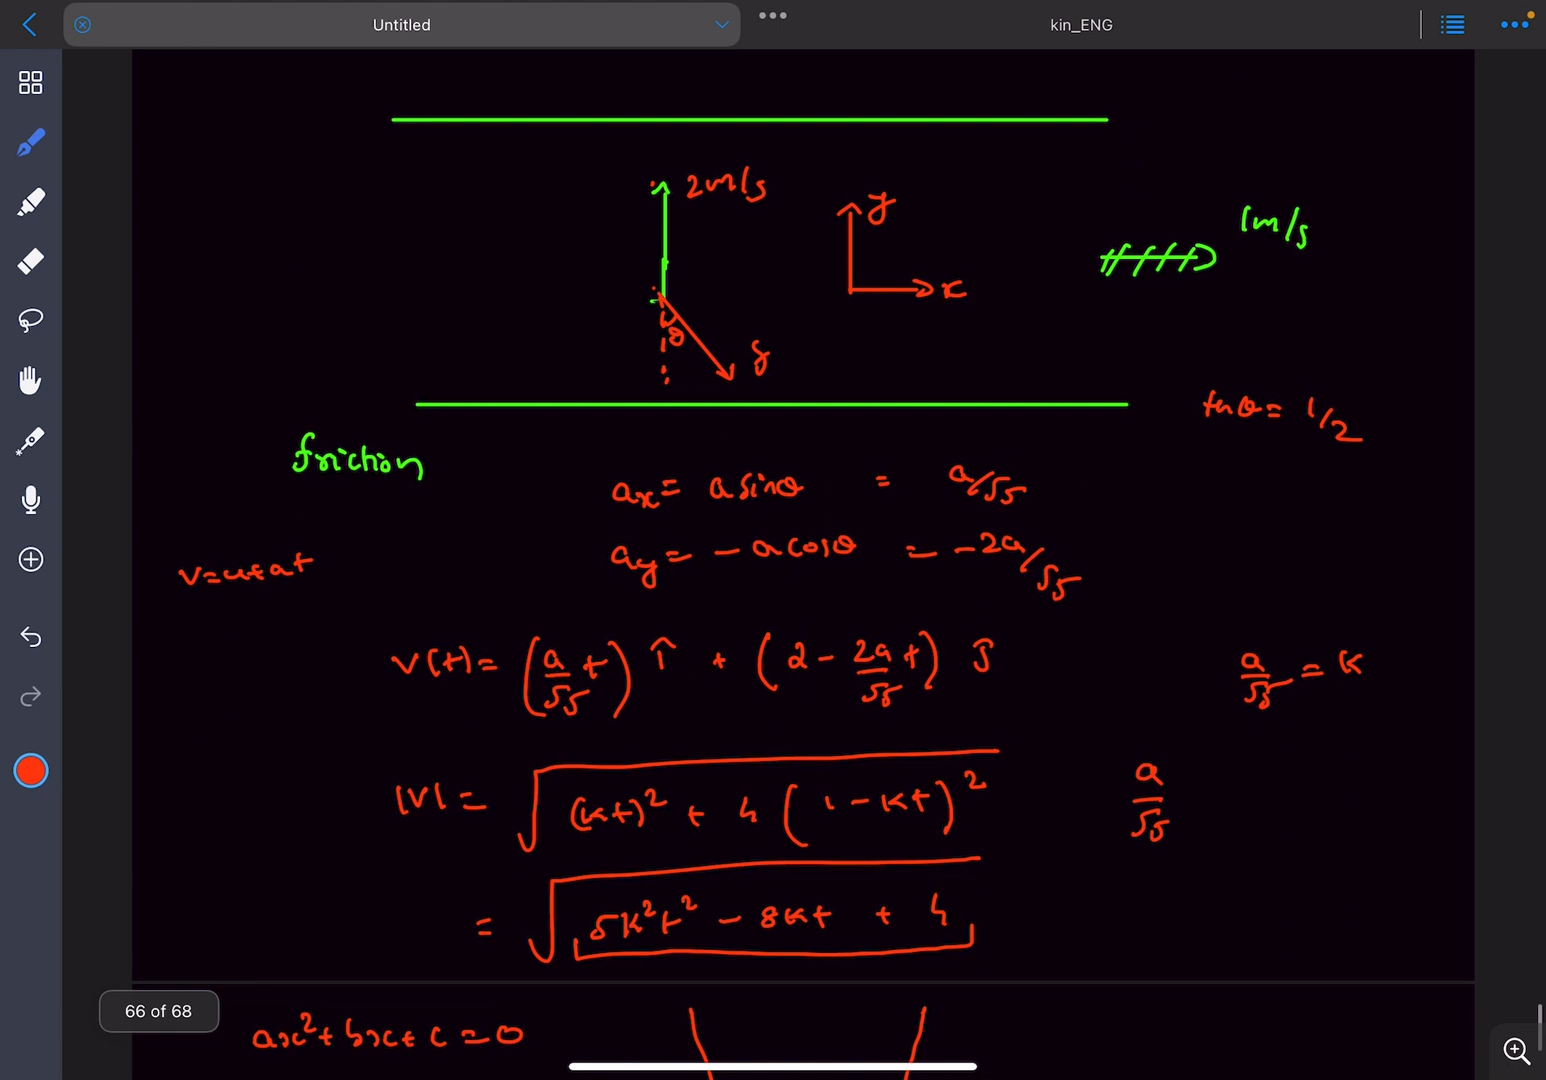 Untitled
kin_ENG
2m/s
y
x
1m/s
θ
f
tanθ = 1/2
friction
ax = a sinθ = a/√5
v=u+at
ay = - a cosθ = -2a/√5
v(t) = (a/√5 t) î + (2 - 2a/√5 t) ĵ
a/√5 = k
|v| = √((kt)² + 4(1 - kt)²)
a/√5
= √(5k²t² - 8kt + 4)
66 of 68
ax²+bx+c = 0